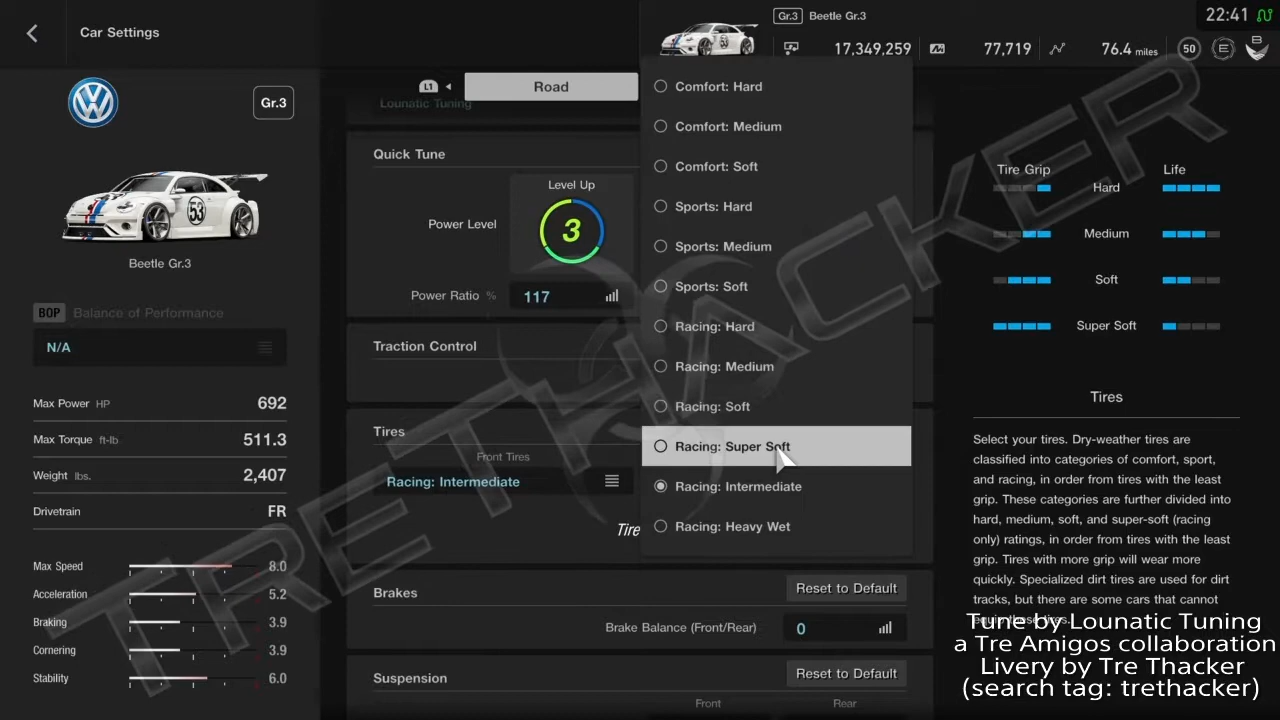 Car Settings
Gr.3 Beetle Gr.3
22:41
17,349,259
77,719
76.4 miles
50
E
B
Gr.3
53
Beetle Gr.3
BOP Balance of Performance
N/A
Max Power HP 692
Max Torque ft-lb 511.3
Weight lbs. 2,407
Drivetrain FR
Max Speed 8.0
Acceleration 5.2
Braking 3.9
Cornering 3.9
Stability 6.0
L1 Road
Lounatic Tuning
Quick Tune
Level Up
Power Level 3
Power Ratio % 117
Traction Control
Tires
Front Tires
Racing: Intermediate
Tire
Brakes Reset to Default
Brake Balance (Front/Rear) 0
Suspension Reset to Default
Front Rear
Comfort: Hard
Comfort: Medium
Comfort: Soft
Sports: Hard
Sports: Medium
Sports: Soft
Racing: Hard
Racing: Medium
Racing: Soft
Racing: Super Soft
Racing: Intermediate
Racing: Heavy Wet
Tire Grip Life
Hard
Medium
Soft
Super Soft
Tires
Select your tires. Dry-weather tires are
classified into categories of comfort, sport,
and racing, in order from tires with the least
grip. These categories are further divided into
hard, medium, soft, and super-soft (racing
only) ratings, in order from tires with the least
grip. Tires with more grip will wear more
quickly. Specialized dirt tires are used for dirt
tracks, but there are some cars that cannot
Tune by Lounatic Tuning
a Tre Amigos collaboration
Livery by Tre Thacker
(search tag: trethacker)
TRETHACKER